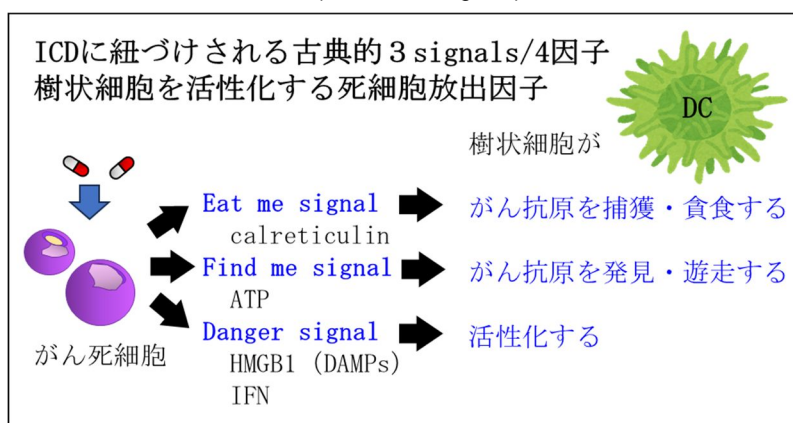 ICDに紐づけされる古典的３signals/4因子
樹状細胞を活性化する死細胞放出因子
DC
樹状細胞が
Eat me signal
calreticulin
がん抗原を捕獲・貪食する
Find me signal
ATP
がん抗原を発見・遊走する
Danger signal
HMGB1 (DAMPs)
IFN
活性化する
がん死細胞